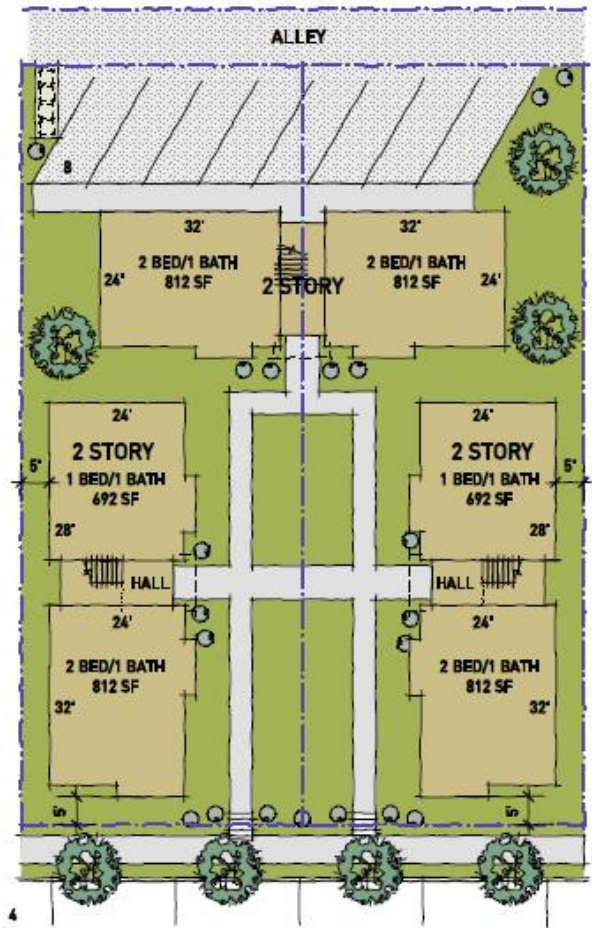 ALLEY
8
32'
32'
2 BED/1 BATH
812 SF
2 BED/1 BATH
812 SF
24'
24'
2 STORY
24'
24'
2 STORY
2 STORY
5'
5'
1 BED/1 BATH
692 SF
1 BED/1 BATH
692 SF
28'
28'
HALL
HALL
24'
24'
2 BED/1 BATH
812 SF
2 BED/1 BATH
812 SF
32'
32'
5'
5'
4